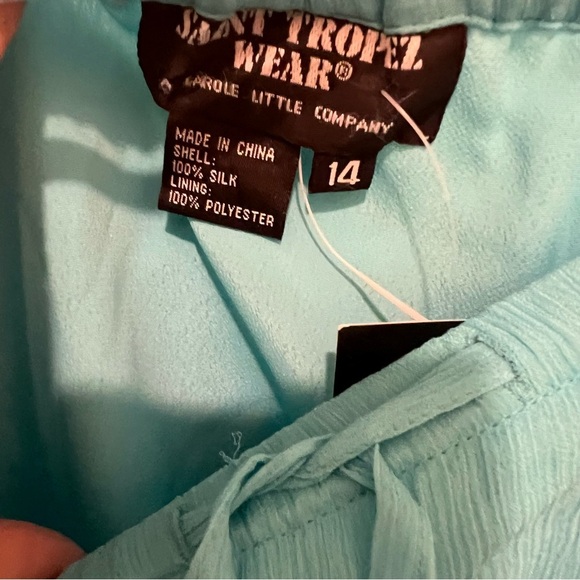 SAINT TROPEZ
WEAR®
A CAROLE LITTLE COMPANY
MADE IN CHINA
SHELL:
100% SILK
LINING:
100% POLYESTER
14